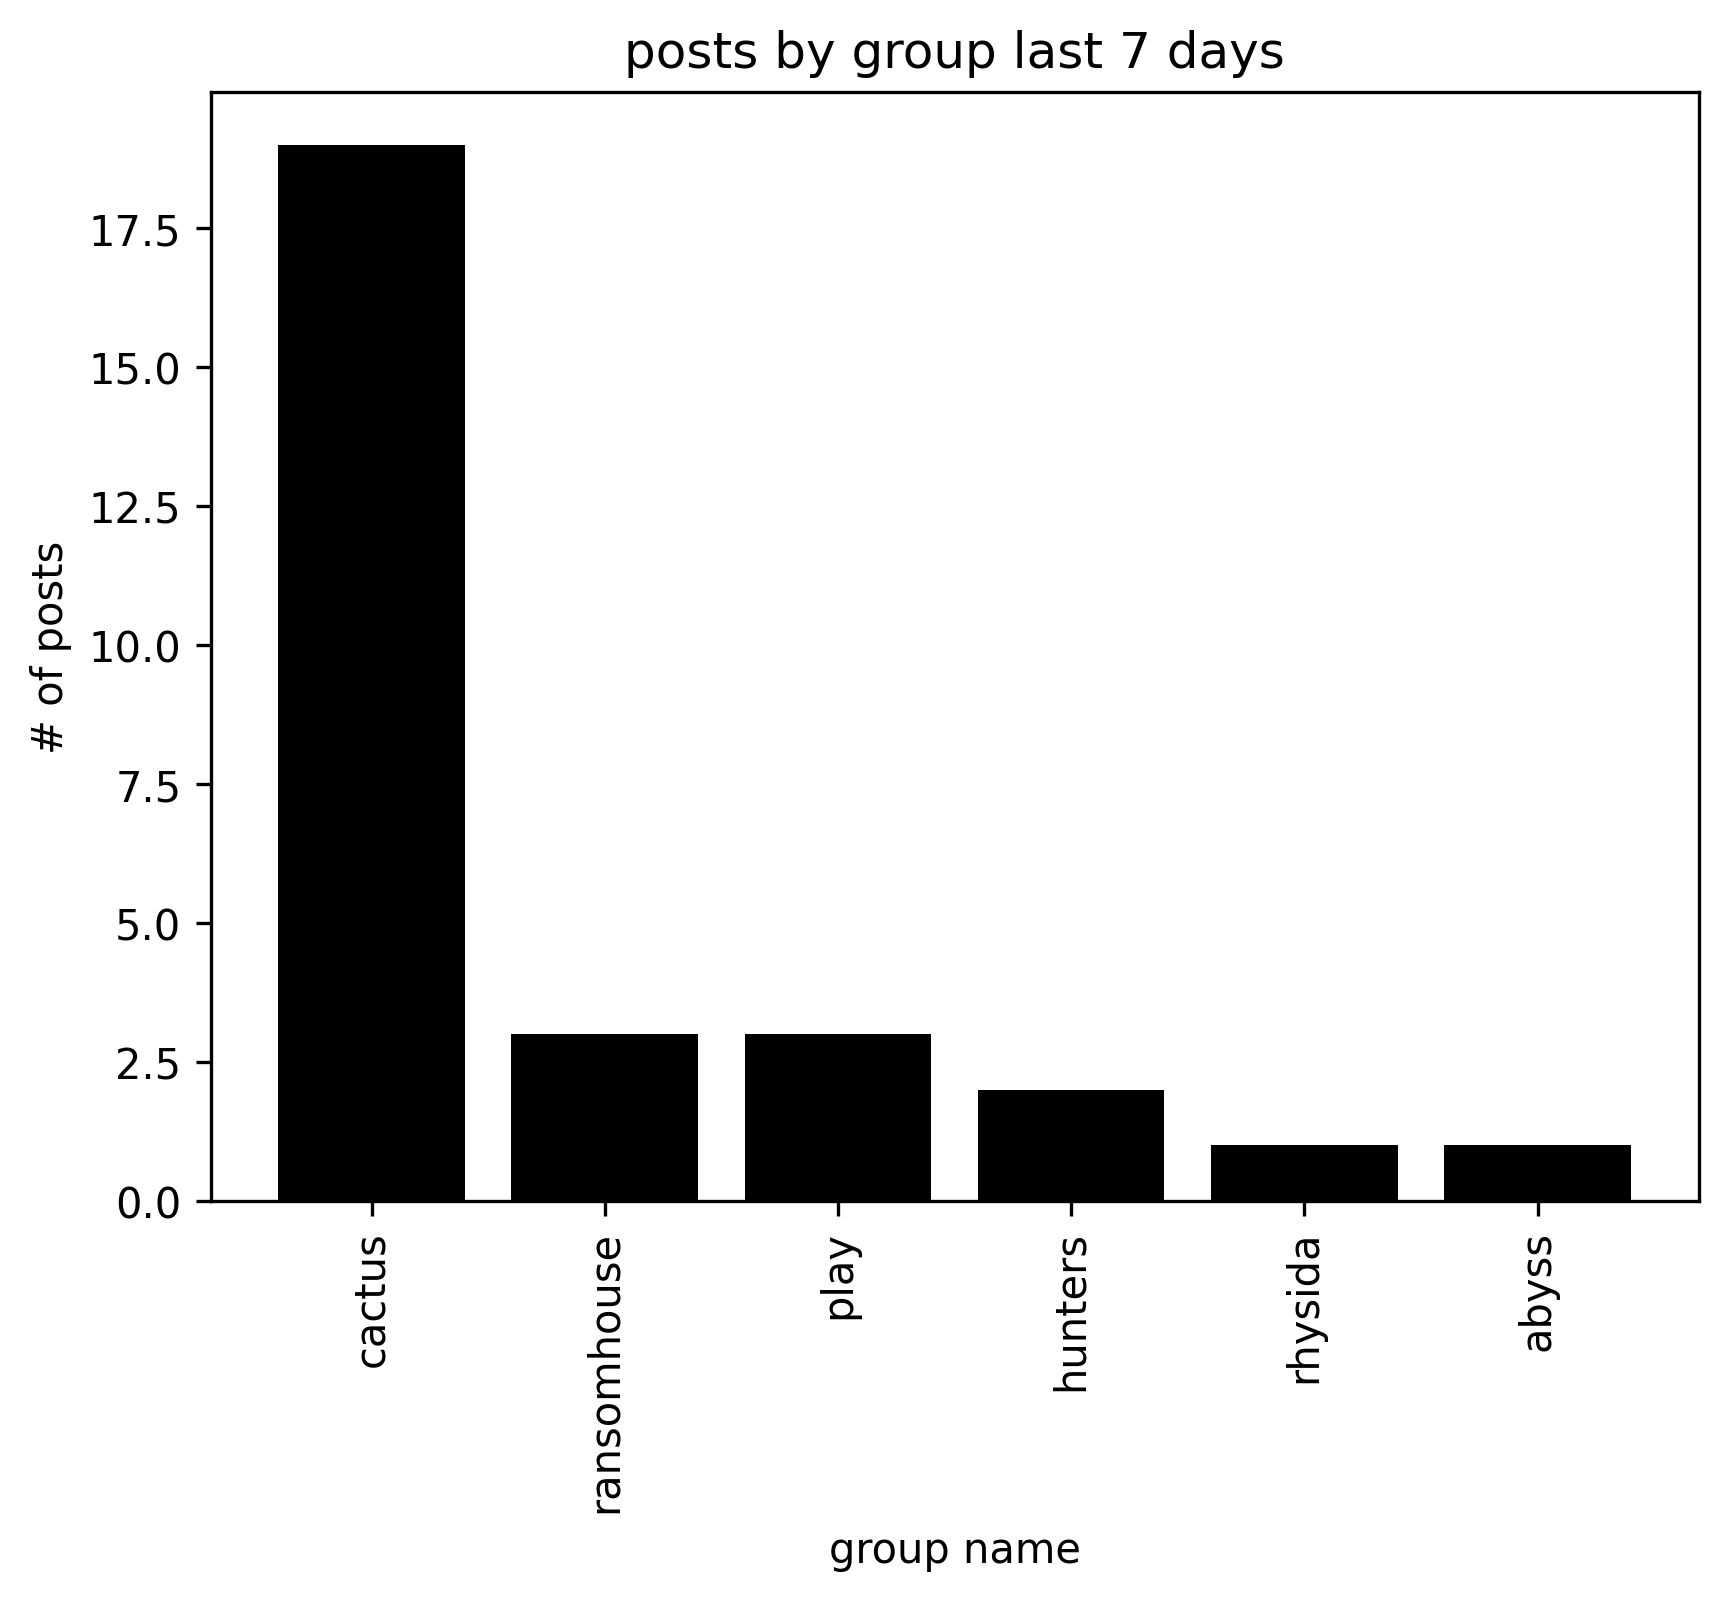 posts by group last 7 days
# of posts
17.5
15.0
12.5
10.0
7.5
5.0
2.5
0.0
cactus
ransomhouse
play
hunters
rhysida
abyss
group name